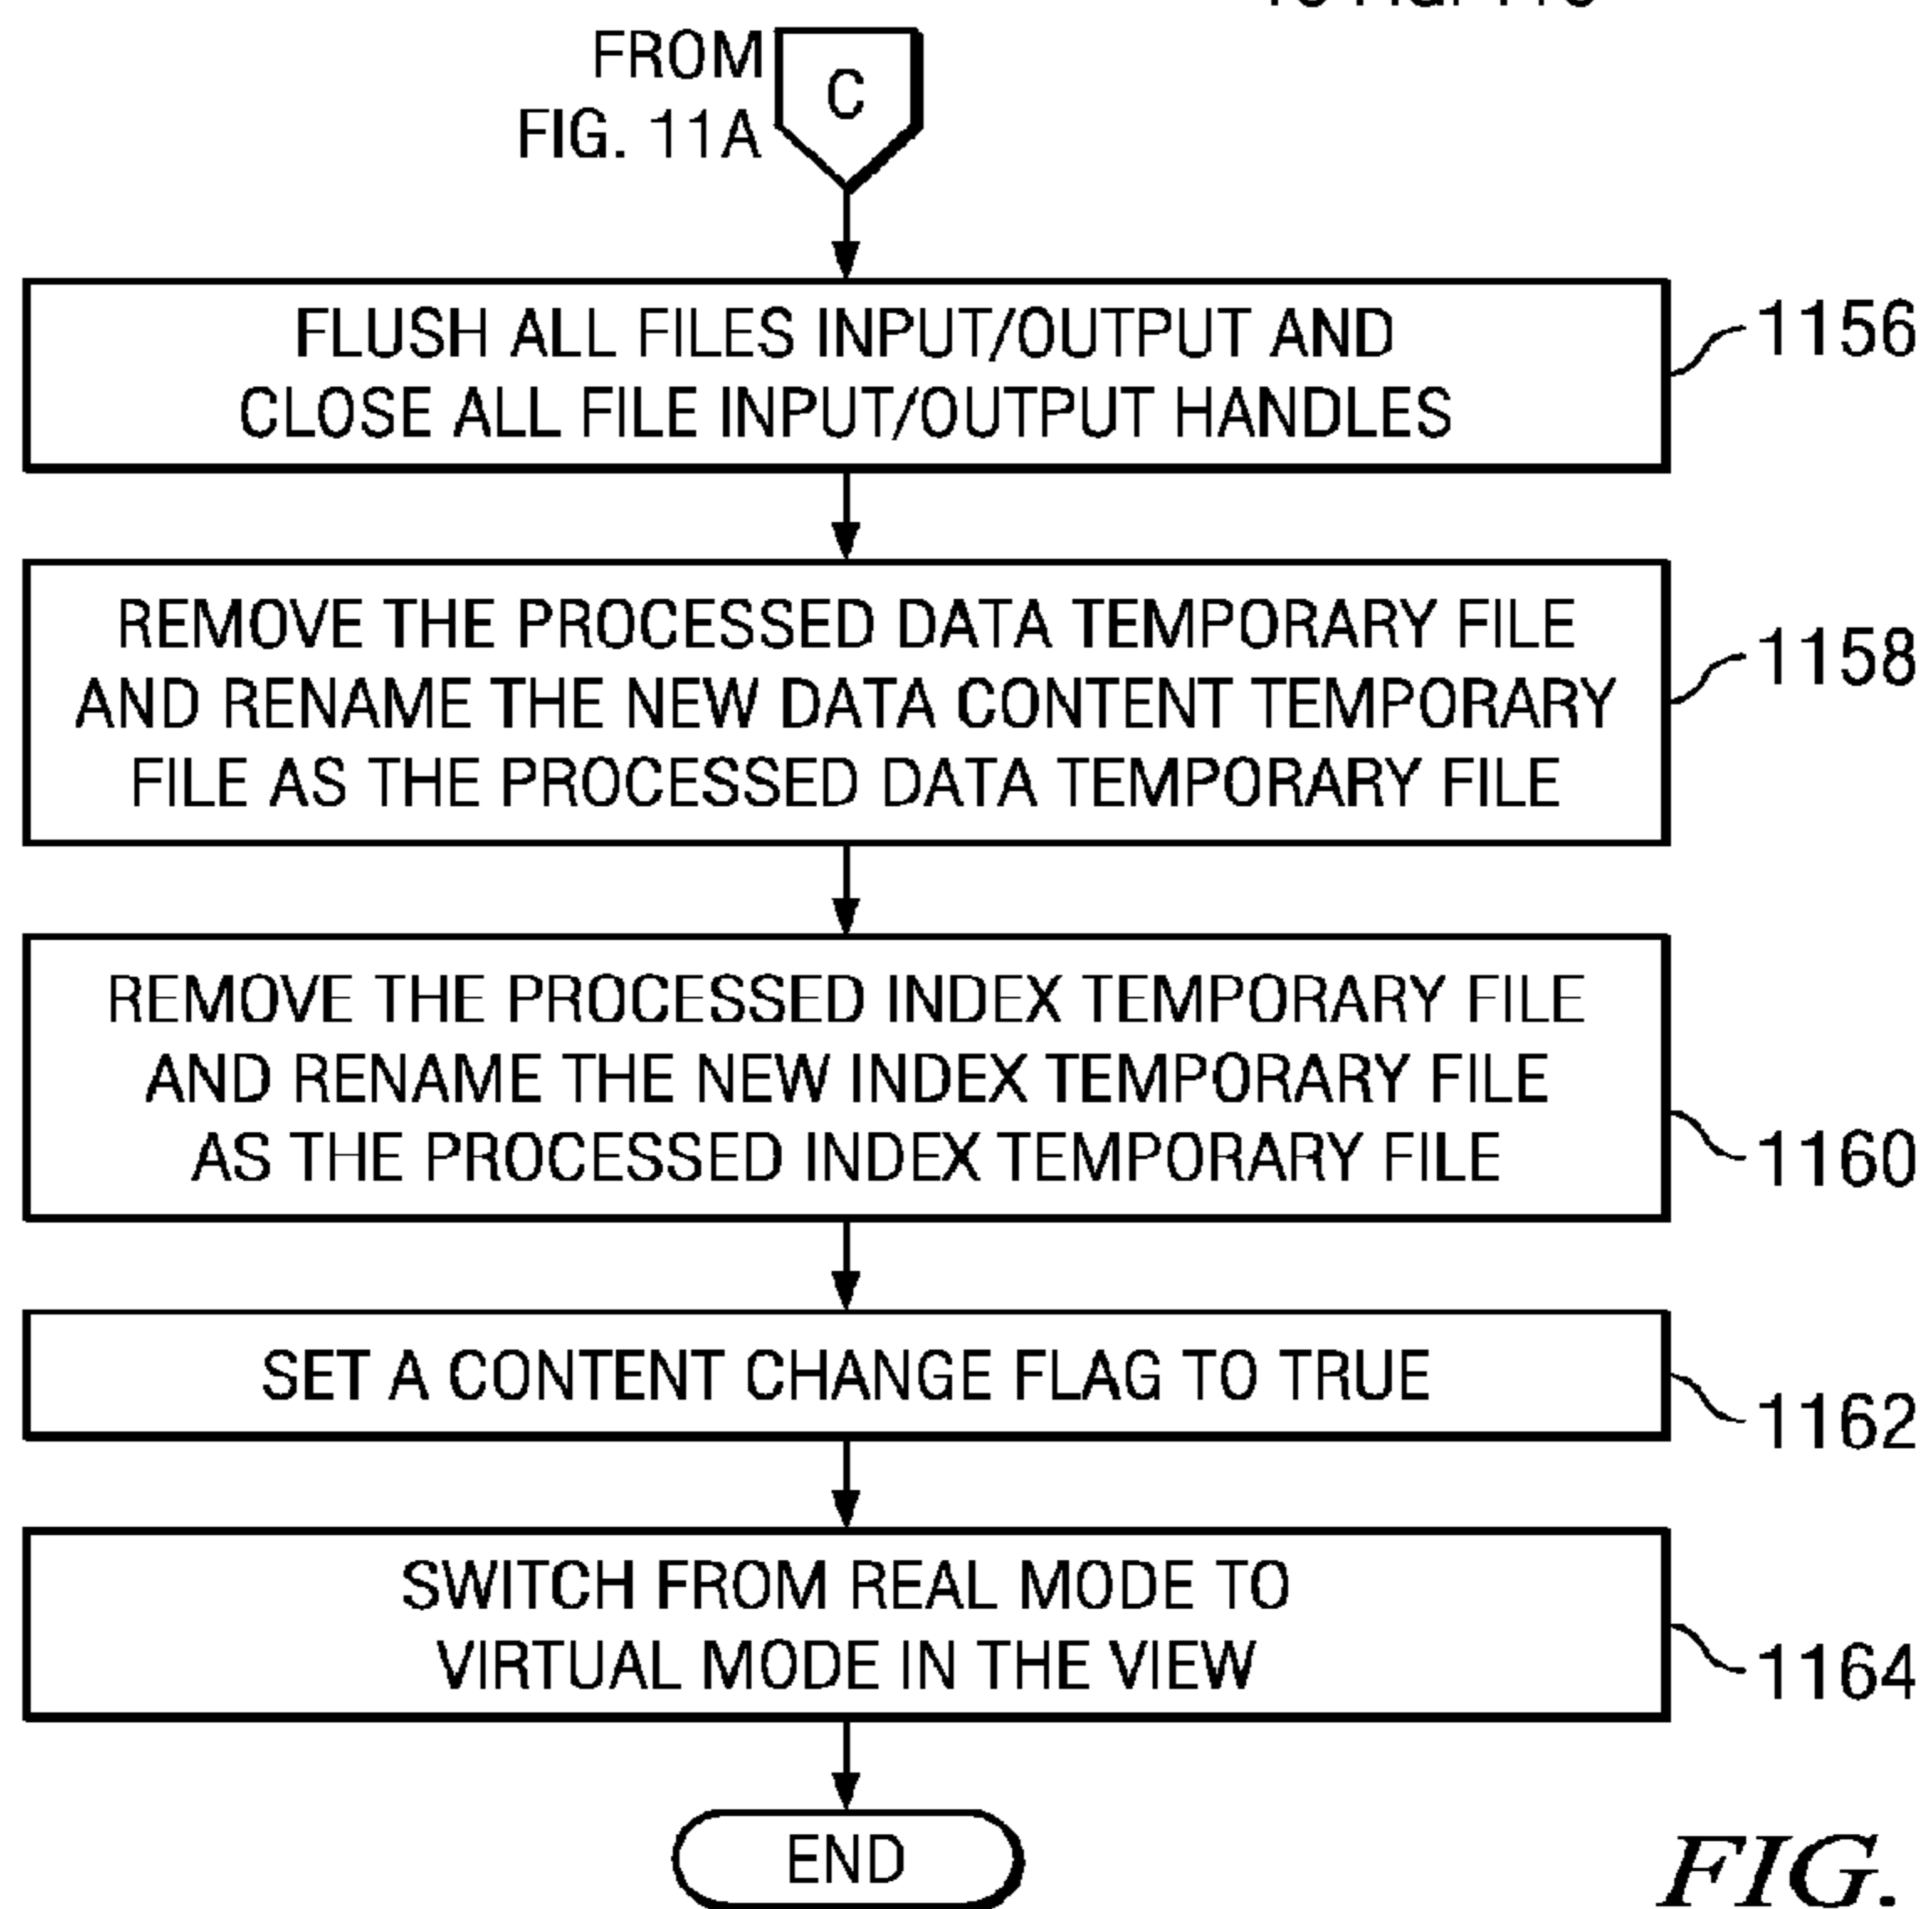 FROM
FIG. 11A
C
FLUSH ALL FILES INPUT/OUTPUT AND
CLOSE ALL FILE INPUT/OUTPUT HANDLES
1156
REMOVE THE PROCESSED DATA TEMPORARY FILE
AND RENAME THE NEW DATA CONTENT TEMPORARY
FILE AS THE PROCESSED DATA TEMPORARY FILE
1158
REMOVE THE PROCESSED INDEX TEMPORARY FILE
AND RENAME THE NEW INDEX TEMPORARY FILE
AS THE PROCESSED INDEX TEMPORARY FILE
1160
SET A CONTENT CHANGE FLAG TO TRUE
1162
SWITCH FROM REAL MODE TO
VIRTUAL MODE IN THE VIEW
1164
END
FIG.